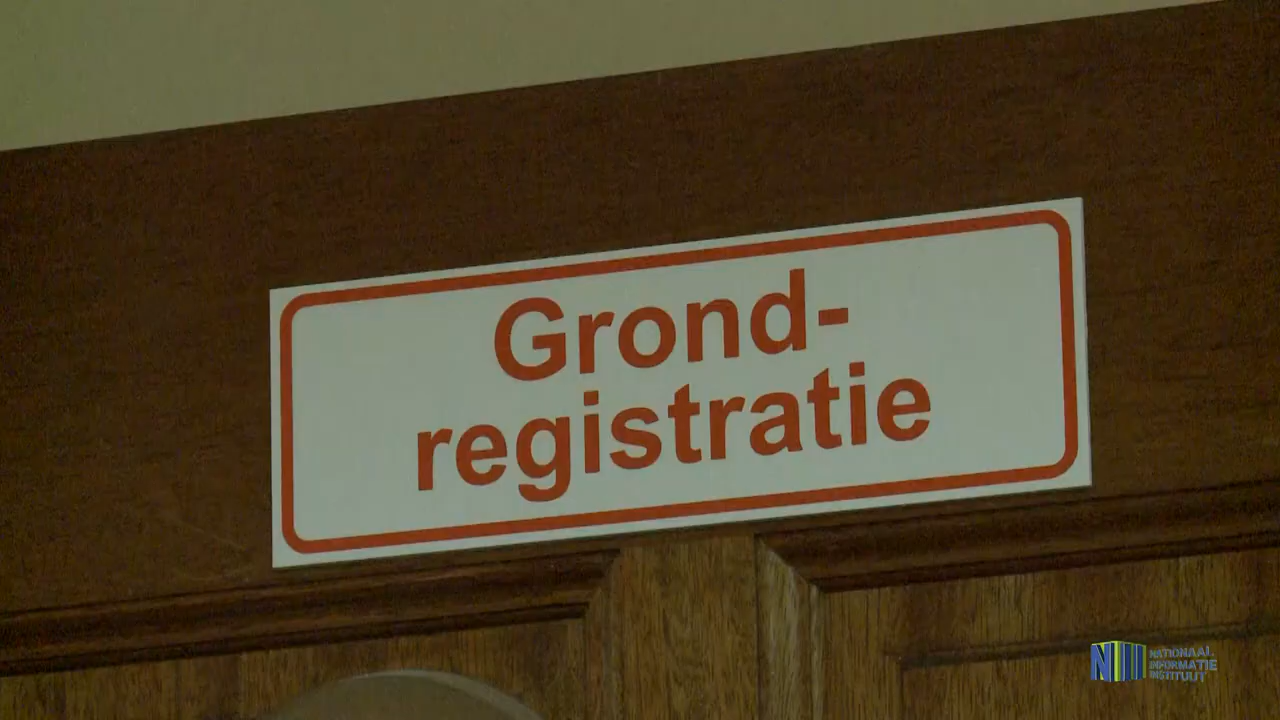 Grond-
registratie
NATIONAAL
INFORMATIE
INSTITUUT